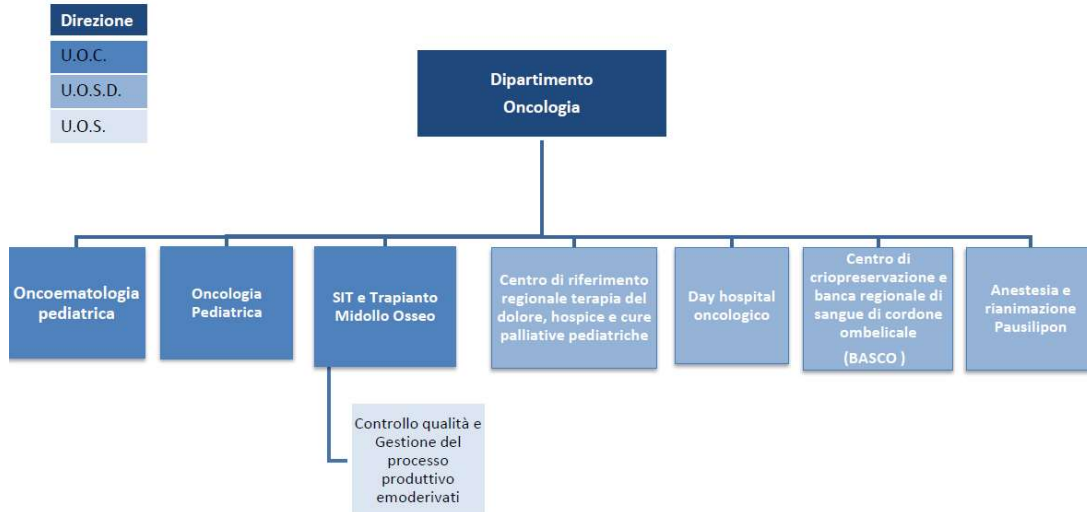 Direzione
U.O.C.
U.O.S.D.
U.O.S.
Dipartimento
Oncologia
Oncoematologia
pediatrica
Oncologia
Pediatrica
SIT e Trapianto
Midollo Osseo
Centro di riferimento
regionale terapia del
dolore, hospice e cure
palliative pediatriche
Day hospital
oncologico
Centro di
criopreservazione e
banca regionale di
sangue di cordone
ombelicale
(BASCO )
Anestesia e
rianimazione
Pausilipon
Controllo qualità e
Gestione del
processo
produttivo
emoderivati